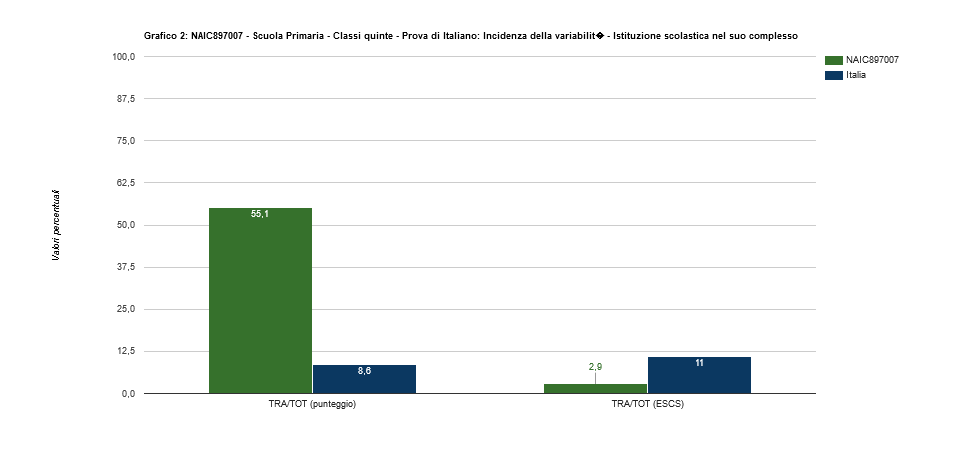 Grafico 2: NAIC897007 - Scuola Primaria - Classi quinte - Prova di Italiano: Incidenza della variabilit� - Istituzione scolastica nel suo complesso
NAIC897007
Italia
Valori percentuali
100,0
87,5
75,0
62,5
50,0
37,5
25,0
12,5
0,0
55,1
8,6
2,9
11
TRA/TOT (punteggio)
TRA/TOT (ESCS)